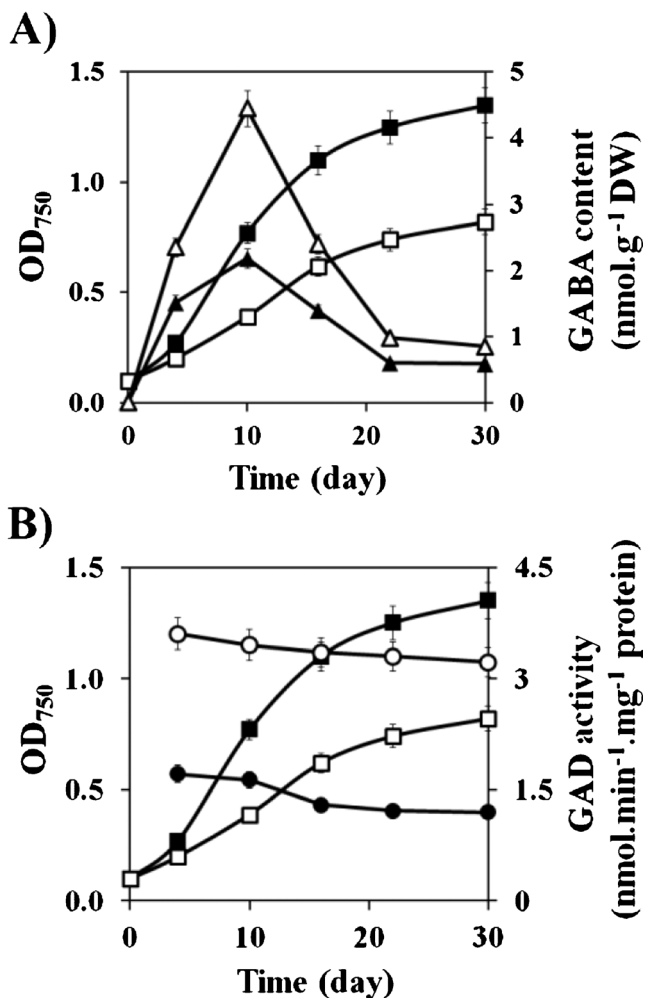 A)
1.5
1.0
0.5
0.0
OD₇₅₀
5
4
3
2
1
0
GABA content
(nmol.g⁻¹ DW)
0
10
20
30
Time (day)
B)
1.5
1.0
0.5
0.0
OD₇₅₀
4.5
3
1.5
0
GAD activity
(nmol.min⁻¹.mg⁻¹ protein)
0
10
20
30
Time (day)